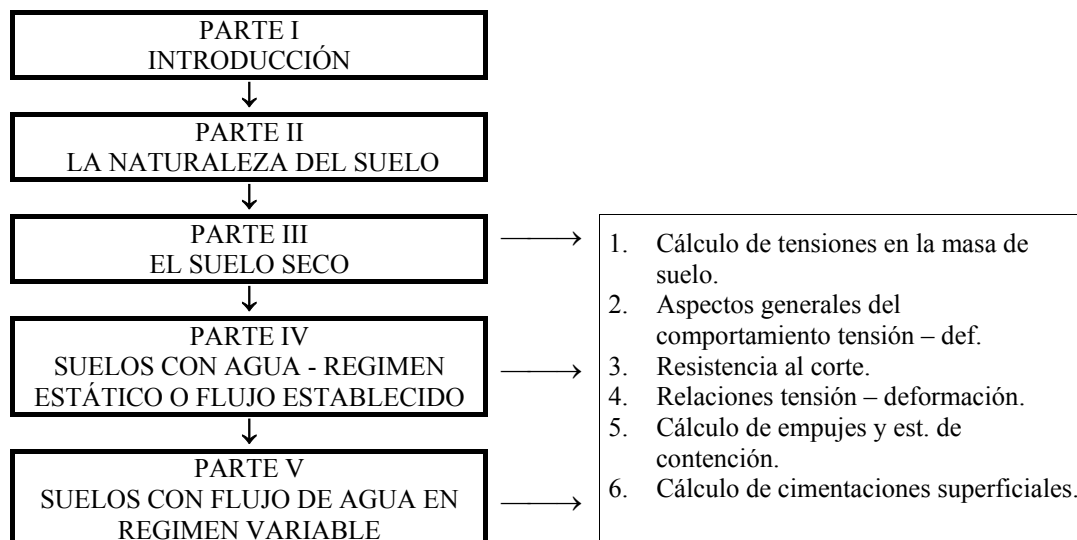 PARTE I
INTRODUCCIÓN
PARTE II
LA NATURALEZA DEL SUELO
PARTE III
EL SUELO SECO
PARTE IV
SUELOS CON AGUA - REGIMEN
ESTÁTICO O FLUJO ESTABLECIDO
PARTE V
SUELOS CON FLUJO DE AGUA EN
REGIMEN VARIABLE
1. Cálculo de tensiones en la masa de
suelo.
2. Aspectos generales del
comportamiento tensión – def.
3. Resistencia al corte.
4. Relaciones tensión – deformación.
5. Cálculo de empujes y est. de
contención.
6. Cálculo de cimentaciones superficiales.